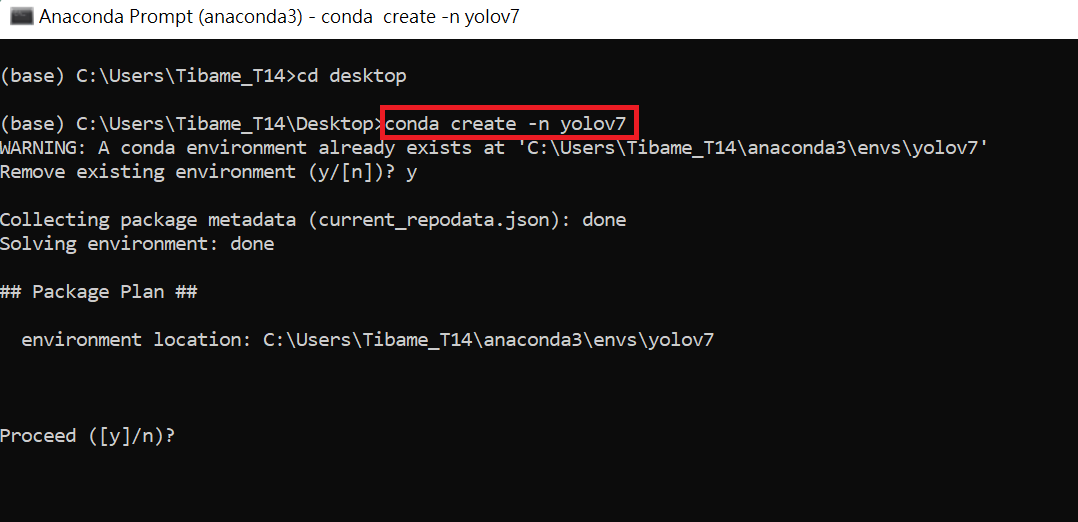 Anaconda Prompt (anaconda3) - conda  create -n yolov7
(base) C:\Users\Tibame_T14>cd desktop
(base) C:\Users\Tibame_T14\Desktop>conda create -n yolov7
WARNING: A conda environment already exists at 'C:\Users\Tibame_T14\anaconda3\envs\yolov7'
Remove existing environment (y/[n])? y
Collecting package metadata (current_repodata.json): done
Solving environment: done
## Package Plan ##
  environment location: C:\Users\Tibame_T14\anaconda3\envs\yolov7
Proceed ([y]/n)?